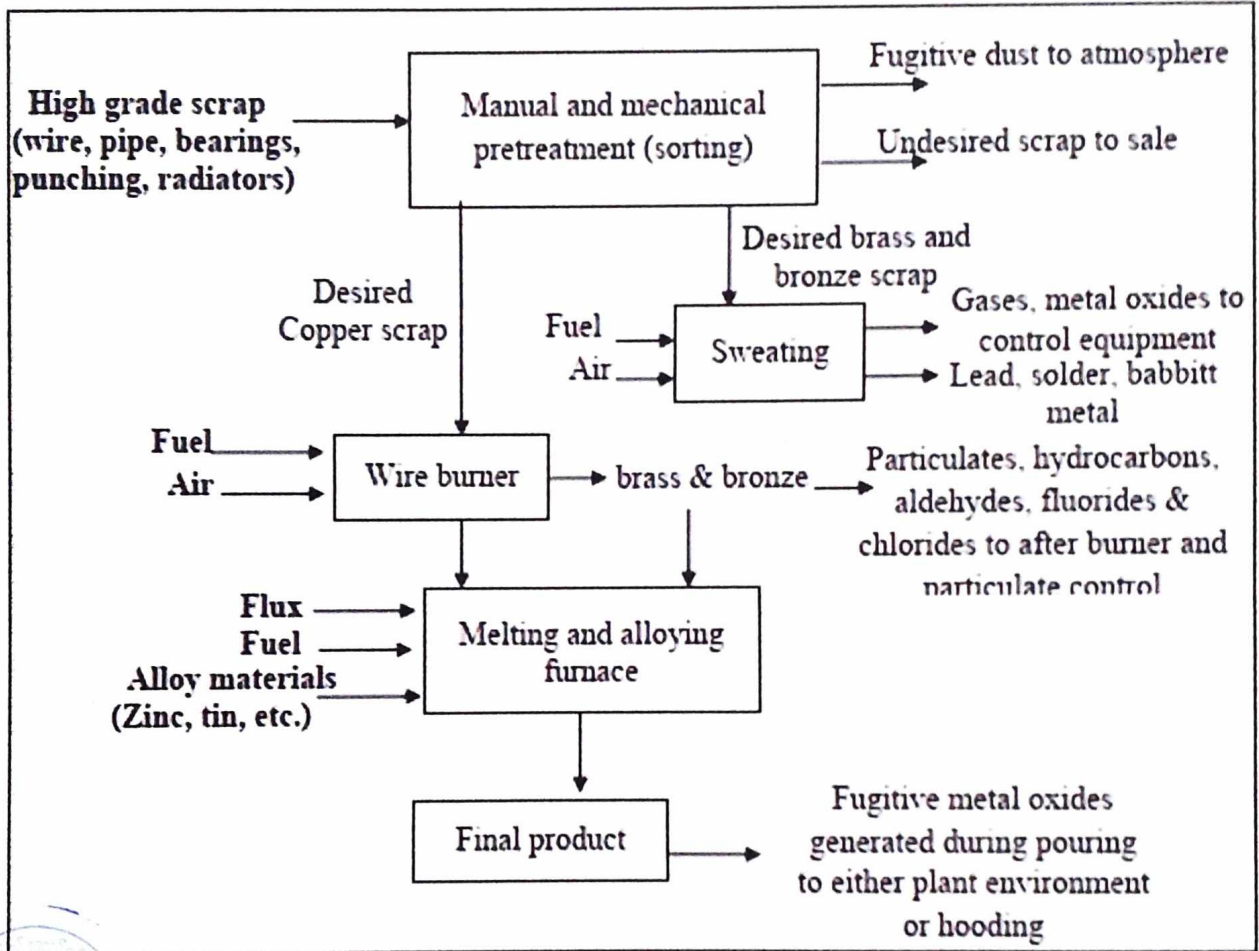 Fugitive dust to atmosphere
High grade scrap
(wire, pipe, bearings,
punching, radiators)
Manual and mechanical
pretreatment (sorting)
Undesired scrap to sale
Desired brass and
bronze scrap
Desired
Copper scrap
Fuel
Air
Sweating
Gases, metal oxides to
control equipment
Lead, solder, babbitt
metal
Fuel
Air
Wire burner
brass & bronze
Particulates, hydrocarbons,
aldehydes, fluorides &
chlorides to after burner and
particulate control
Flux
Fuel
Alloy materials
(Zinc, tin, etc.)
Melting and alloying
furnace
Final product
Fugitive metal oxides
generated during pouring
to either plant environment
or hooding